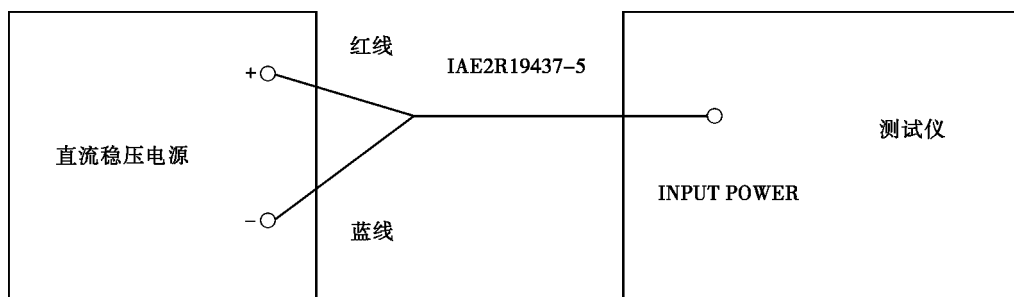 红线
IAE2R19437-5
+
测试仪
直流稳压电源
INPUT POWER
-
蓝线